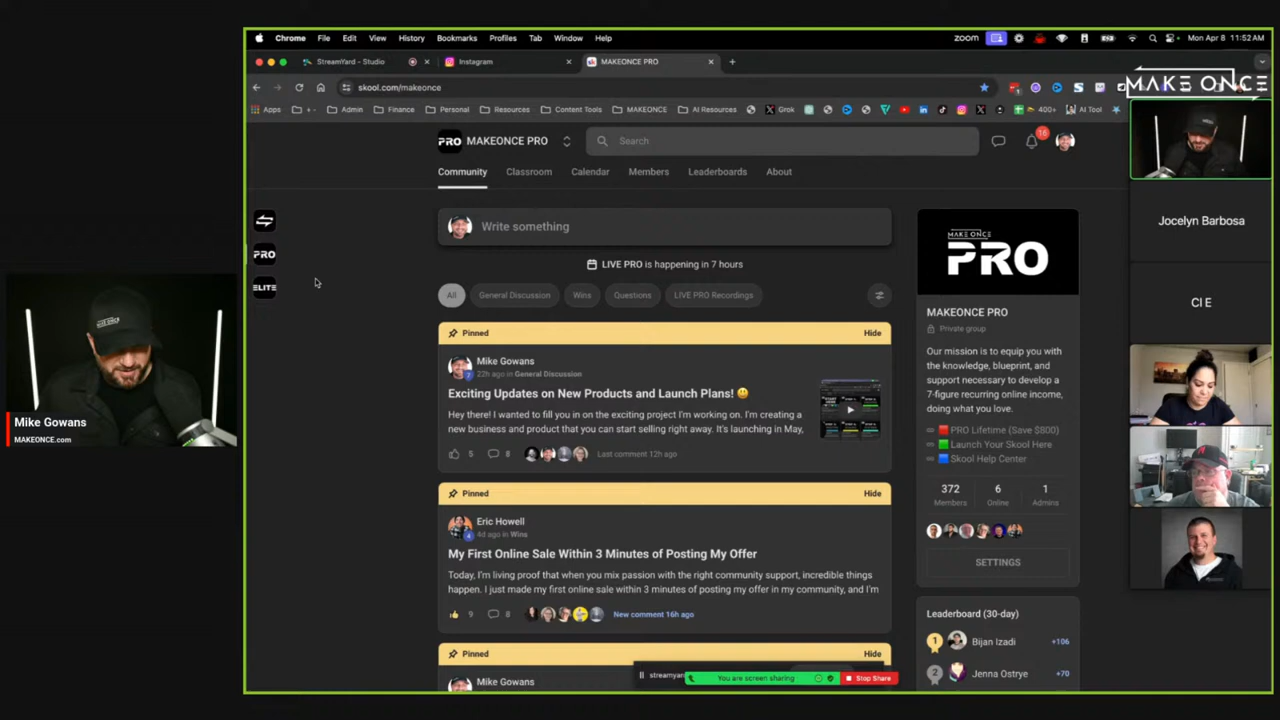 Chrome File Edit View History Bookmarks Profiles Tab Window Help
zoom
Mon Apr 8 11:52 AM
StreamYard - Studio
Instagram
MAKEONCE PRO
skool.com/makeonce
MAKE ONCE
Apps
Admin
Finance
Personal
Resources
Content Tools
MAKEONCE
AI Resources
Grok
400+
AI Tool
PRO MAKEONCE PRO
Search
16
Community Classroom Calendar Members Leaderboards About
PRO
ELITE
Write something
LIVE PRO is happening in 7 hours
All General Discussion Wins Questions LIVE PRO Recordings
Pinned Hide
Mike Gowans
7
22h ago in General Discussion
Exciting Updates on New Products and Launch Plans! 😃
Hey there! I wanted to fill you in on the exciting project I'm working on. I'm creating a
new business and product that you can start selling right away. It's launching in May,
5 8 Last comment 12h ago
Pinned Hide
Eric Howell
4
4d ago in Wins
My First Online Sale Within 3 Minutes of Posting My Offer
Today, I'm living proof that when you mix passion with the right community support, incredible things
happen. I just made my first online sale within 3 minutes of posting my offer in my community, and I'm
9 8 New comment 16h ago
Pinned Hide
Mike Gowans
MAKE ONCE
PRO
MAKEONCE PRO
Private group
Our mission is to equip you with
the knowledge, blueprint, and
support necessary to develop a
7-figure recurring online income,
doing what you love.
PRO Lifetime (Save $800)
Launch Your Skool Here
Skool Help Center
372 6 1
Members Online Admins
SETTINGS
Leaderboard (30-day)
1 Bijan Izadi +106
2 Jenna Ostrye +70
streamyar
You are screen sharing
Stop Share
Jocelyn Barbosa
CI E
Mike Gowans
MAKEONCE.com